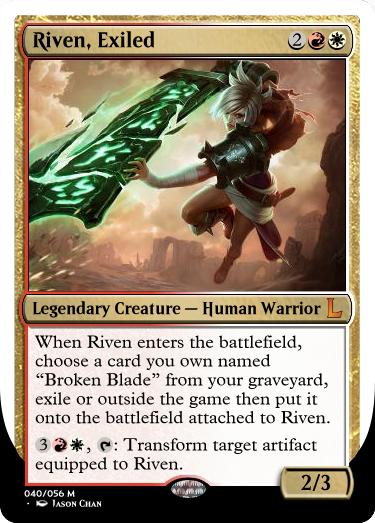 Riven, Exiled 2
Legendary Creature — Human Warrior L
When Riven enters the battlefield,
choose a card you own named
“Broken Blade” from your graveyard,
exile or outside the game then put it
onto the battlefield attached to Riven.
3 , : Transform target artifact
equipped to Riven.
2/3
040/056 M
· Jason Chan